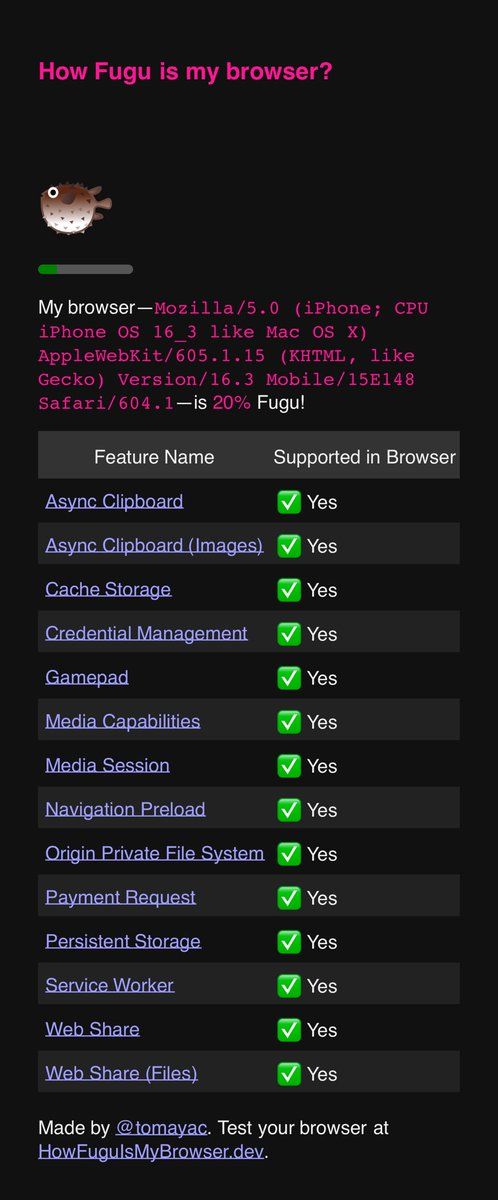 How Fugu is my browser?
My browser—Mozilla/5.0 (iPhone; CPU
iPhone OS 16_3 like Mac OS X)
AppleWebKit/605.1.15 (KHTML, like
Gecko) Version/16.3 Mobile/15E148
Safari/604.1—is 20% Fugu!
Feature Name Supported in Browser
Async Clipboard ✅ Yes
Async Clipboard (Images) ✅ Yes
Cache Storage ✅ Yes
Credential Management ✅ Yes
Gamepad ✅ Yes
Media Capabilities ✅ Yes
Media Session ✅ Yes
Navigation Preload ✅ Yes
Origin Private File System ✅ Yes
Payment Request ✅ Yes
Persistent Storage ✅ Yes
Service Worker ✅ Yes
Web Share ✅ Yes
Web Share (Files) ✅ Yes
Made by @tomayac. Test your browser at
HowFuguIsMyBrowser.dev.